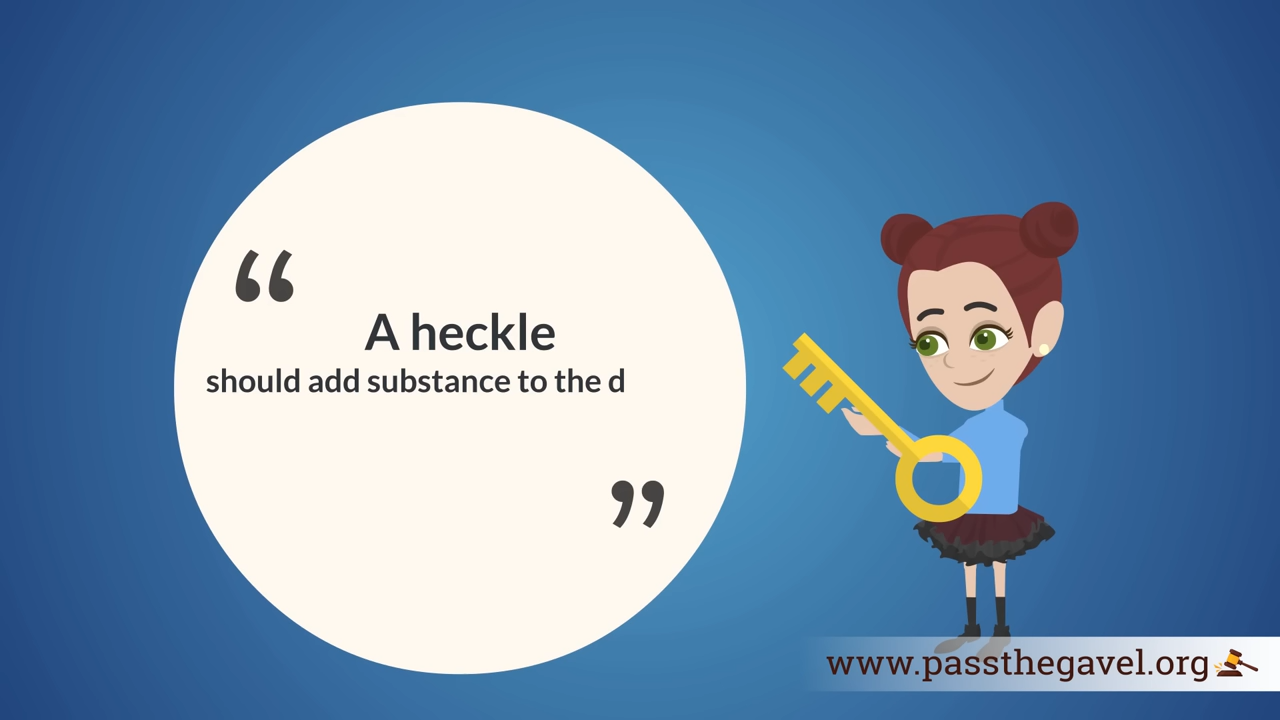 “
A heckle
should add substance to the d
”
www.passthegavel.org